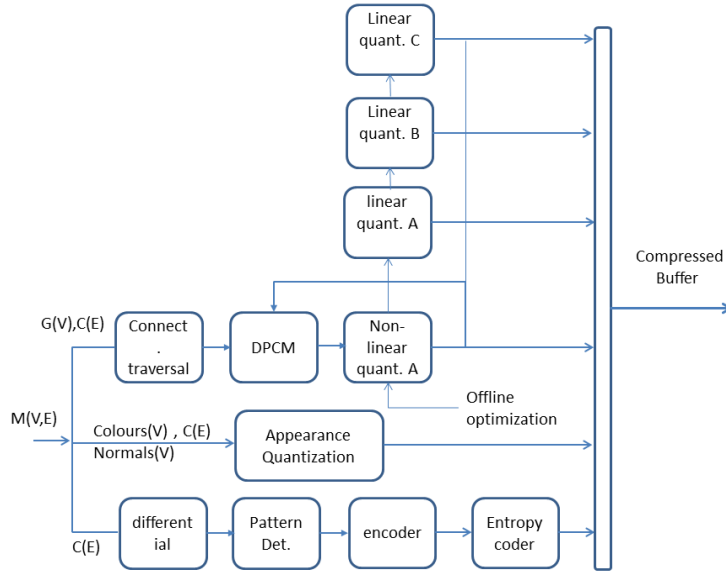 Linear
quant. C
Linear
quant. B
linear
quant. A
Compressed
Buffer
G(V),C(E)
Connect
.
traversal
DPCM
Non-
linear
quant. A
Offline
optimization
M(V,E)
Colours(V) , C(E)
Normals(V)
Appearance
Quantization
C(E)
different
ial
Pattern
Det.
encoder
Entropy
coder